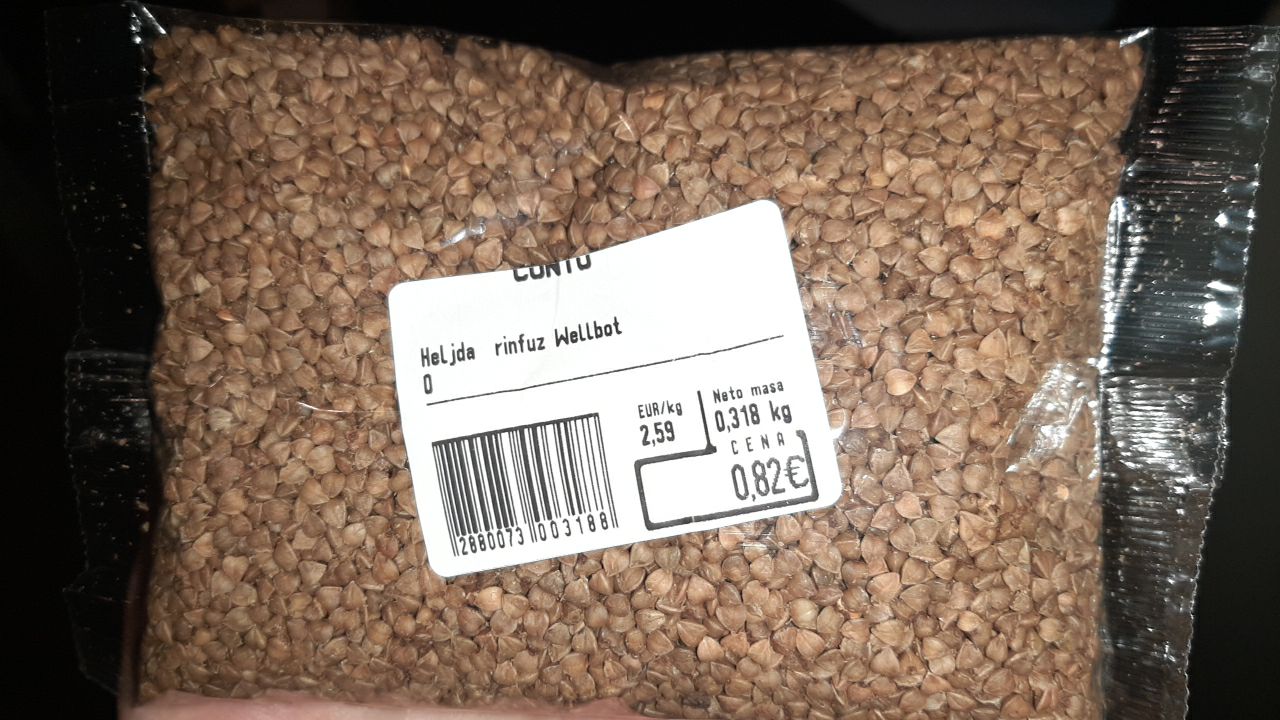 CONTO
Heljda rinfuz Wellbot
0
EUR/kg
2,59
Neto masa
0,318 kg
CENA
0,82€
2880073 003188